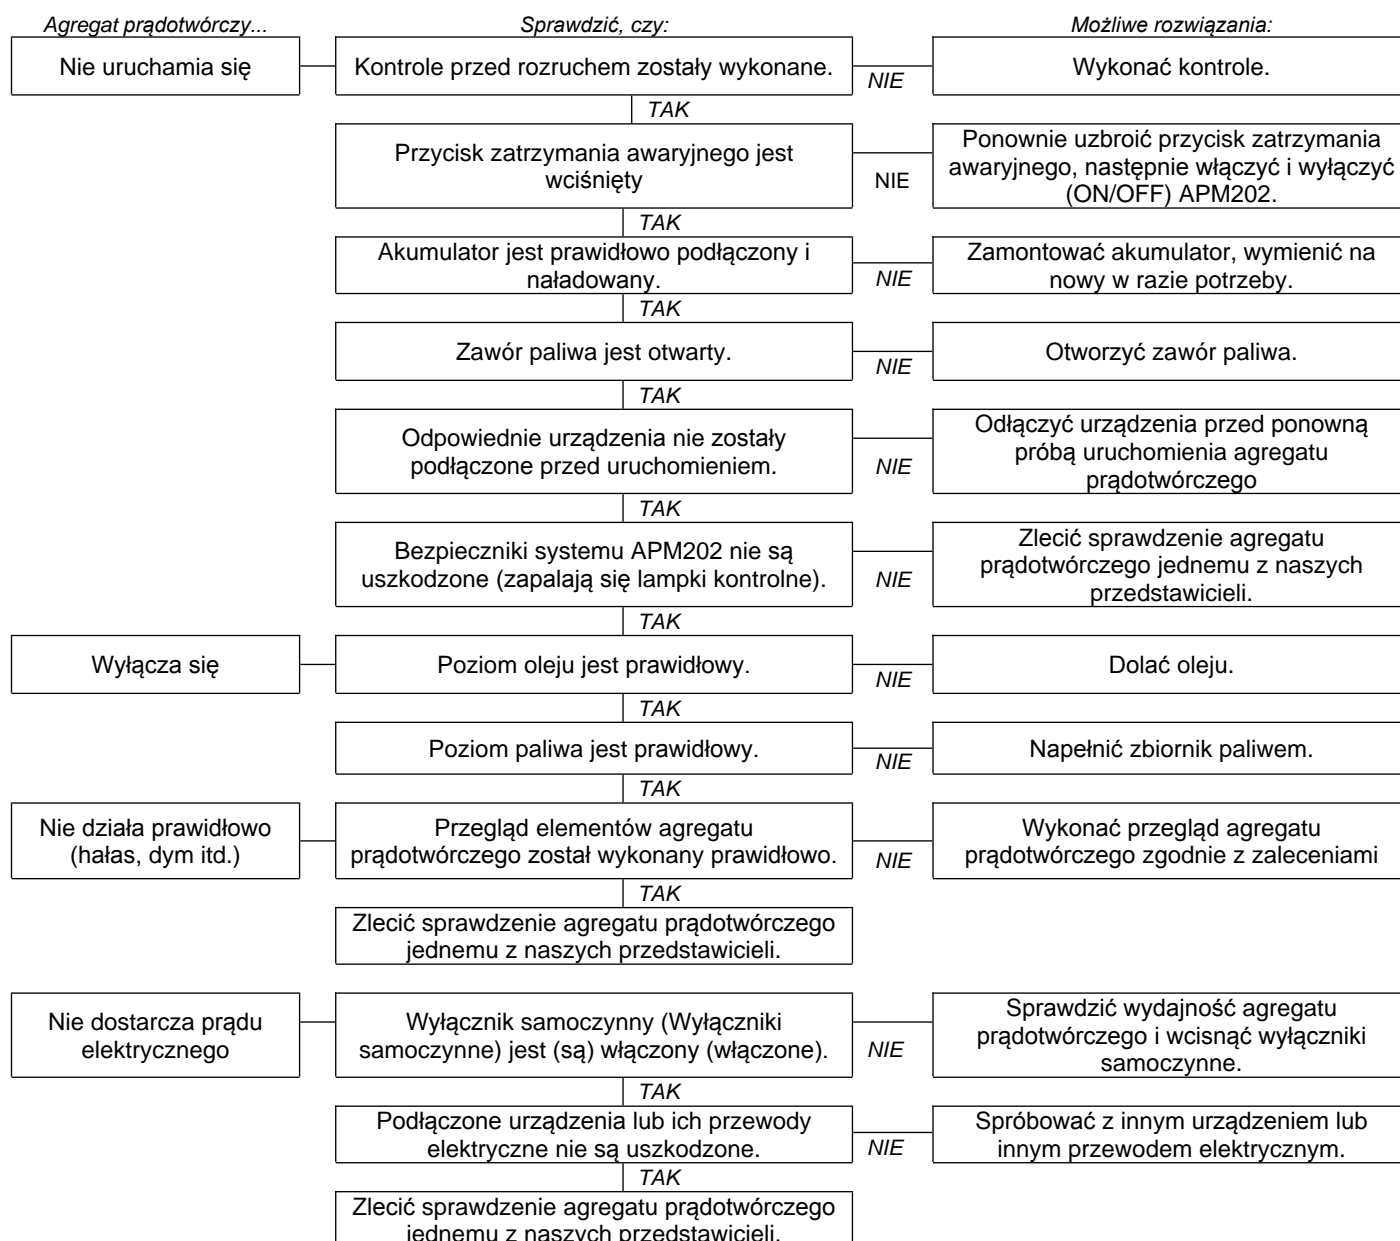 Agregat prądotwórczy...
Sprawdzić, czy:
Możliwe rozwiązania:
Nie uruchamia się
Kontrole przed rozruchem zostały wykonane.
NIE
Wykonać kontrole.
TAK
Przycisk zatrzymania awaryjnego jest
wciśnięty
NIE
Ponownie uzbroić przycisk zatrzymania
awaryjnego, następnie włączyć i wyłączyć
(ON/OFF) APM202.
TAK
Akumulator jest prawidłowo podłączony i
naładowany.
NIE
Zamontować akumulator, wymienić na
nowy w razie potrzeby.
TAK
Zawór paliwa jest otwarty.
NIE
Otworzyć zawór paliwa.
TAK
Odpowiednie urządzenia nie zostały
podłączone przed uruchomieniem.
NIE
Odłączyć urządzenia przed ponowną
próbą uruchomienia agregatu
prądotwórczego
TAK
Bezpieczniki systemu APM202 nie są
uszkodzone (zapalają się lampki kontrolne).
NIE
Zlecić sprawdzenie agregatu
prądotwórczego jednemu z naszych
przedstawicieli.
TAK
Wyłącza się
Poziom oleju jest prawidłowy.
NIE
Dolać oleju.
TAK
Poziom paliwa jest prawidłowy.
NIE
Napełnić zbiornik paliwem.
TAK
Nie działa prawidłowo
(hałas, dym itd.)
Przegląd elementów agregatu
prądotwórczego został wykonany prawidłowo.
NIE
Wykonać przegląd agregatu
prądotwórczego zgodnie z zaleceniami
TAK
Zlecić sprawdzenie agregatu prądotwórczego
jednemu z naszych przedstawicieli.
Nie dostarcza prądu
elektrycznego
Wyłącznik samoczynny (Wyłączniki
samoczynne) jest (są) włączony (włączone).
NIE
Sprawdzić wydajność agregatu
prądotwórczego i wcisnąć wyłączniki
samoczynne.
TAK
Podłączone urządzenia lub ich przewody
elektryczne nie są uszkodzone.
NIE
Spróbować z innym urządzeniem lub
innym przewodem elektrycznym.
TAK
Zlecić sprawdzenie agregatu prądotwórczego
jednemu z naszych przedstawicieli.